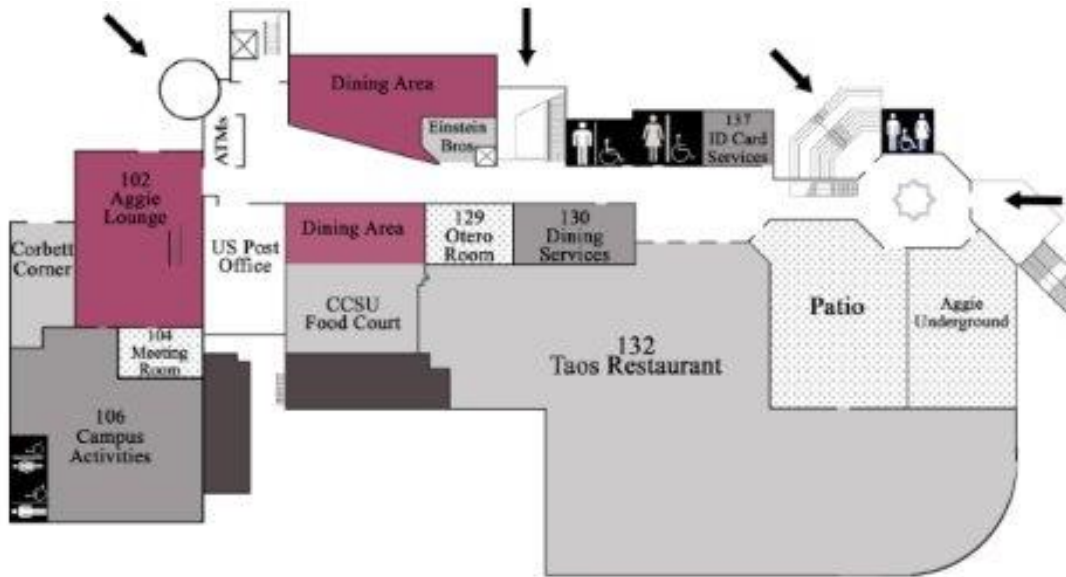 Dining Area
Einstein
Bros.
ATMs
137
ID Card
Services
102
Aggie
Lounge
Corbett
Corner
US Post
Office
Dining Area
129
Otero
Room
130
Dining
Services
CCSU
Food Court
104
Meeting
Room
106
Campus
Activities
132
Taos Restaurant
Patio
Aggie
Underground